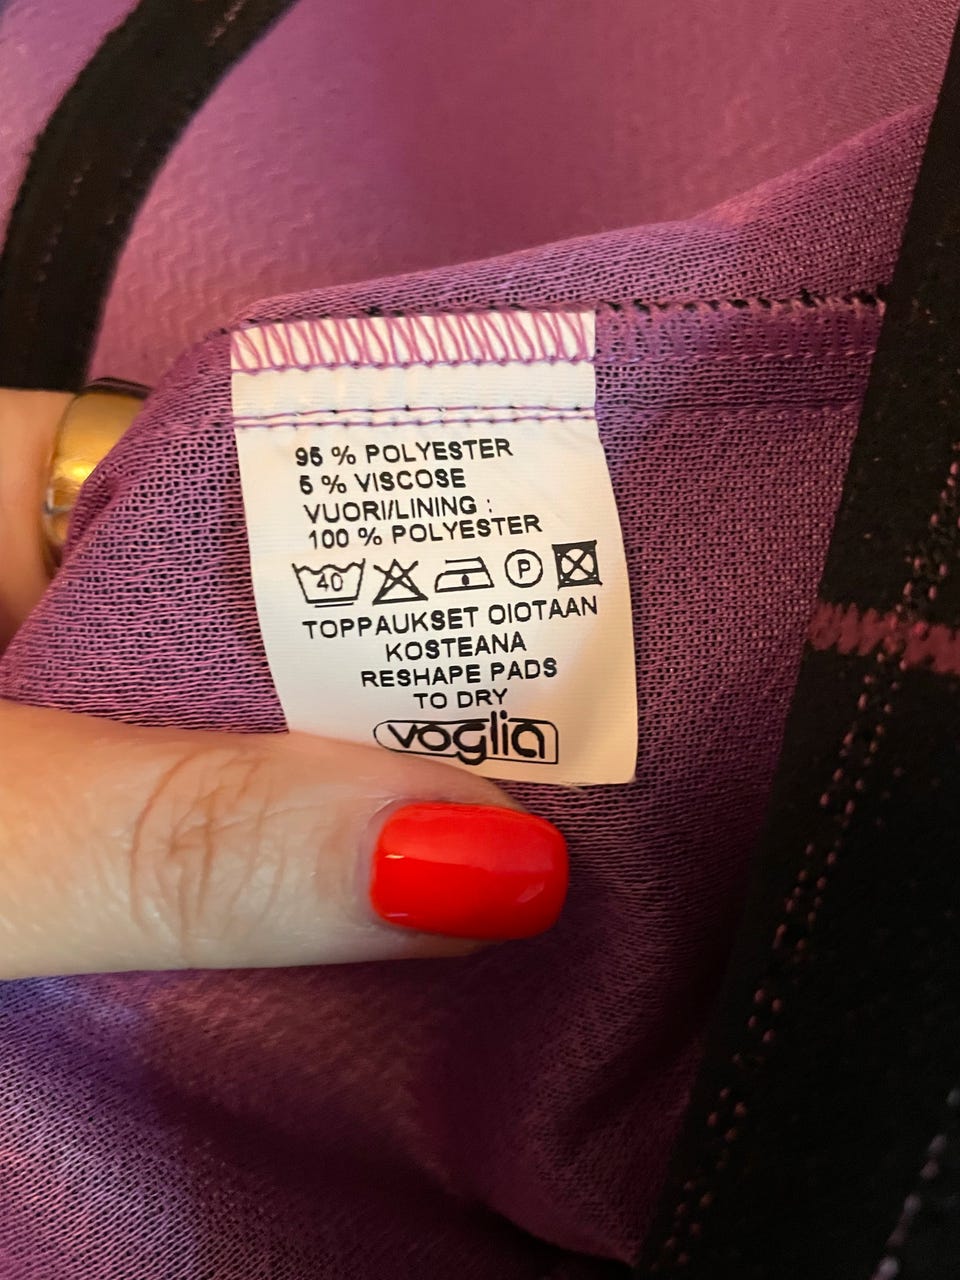 95 % POLYESTER
5 % VISCOSE
VUORI/LINING :
100 % POLYESTER
40 P
TOPPAUKSET OIOTAAN
KOSTEANA
RESHAPE PADS
TO DRY
voglia